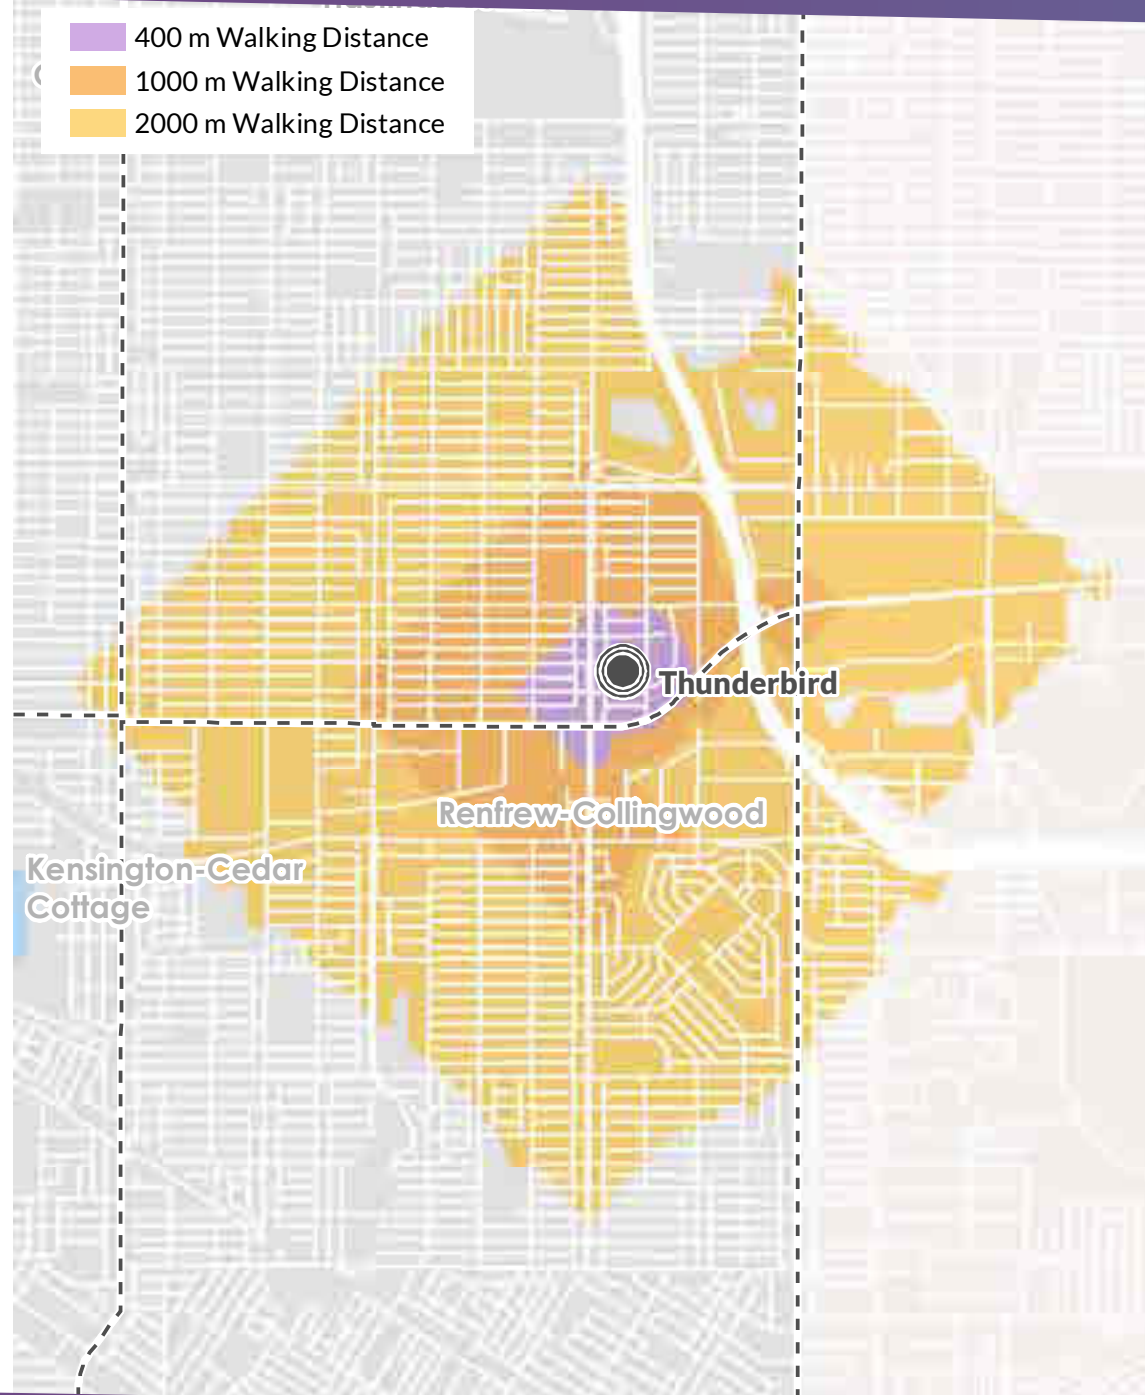 400 m Walking Distance
1000 m Walking Distance
2000 m Walking Distance
Thunderbird
Renfrew-Collingwood
Kensington-Cedar
Cottage